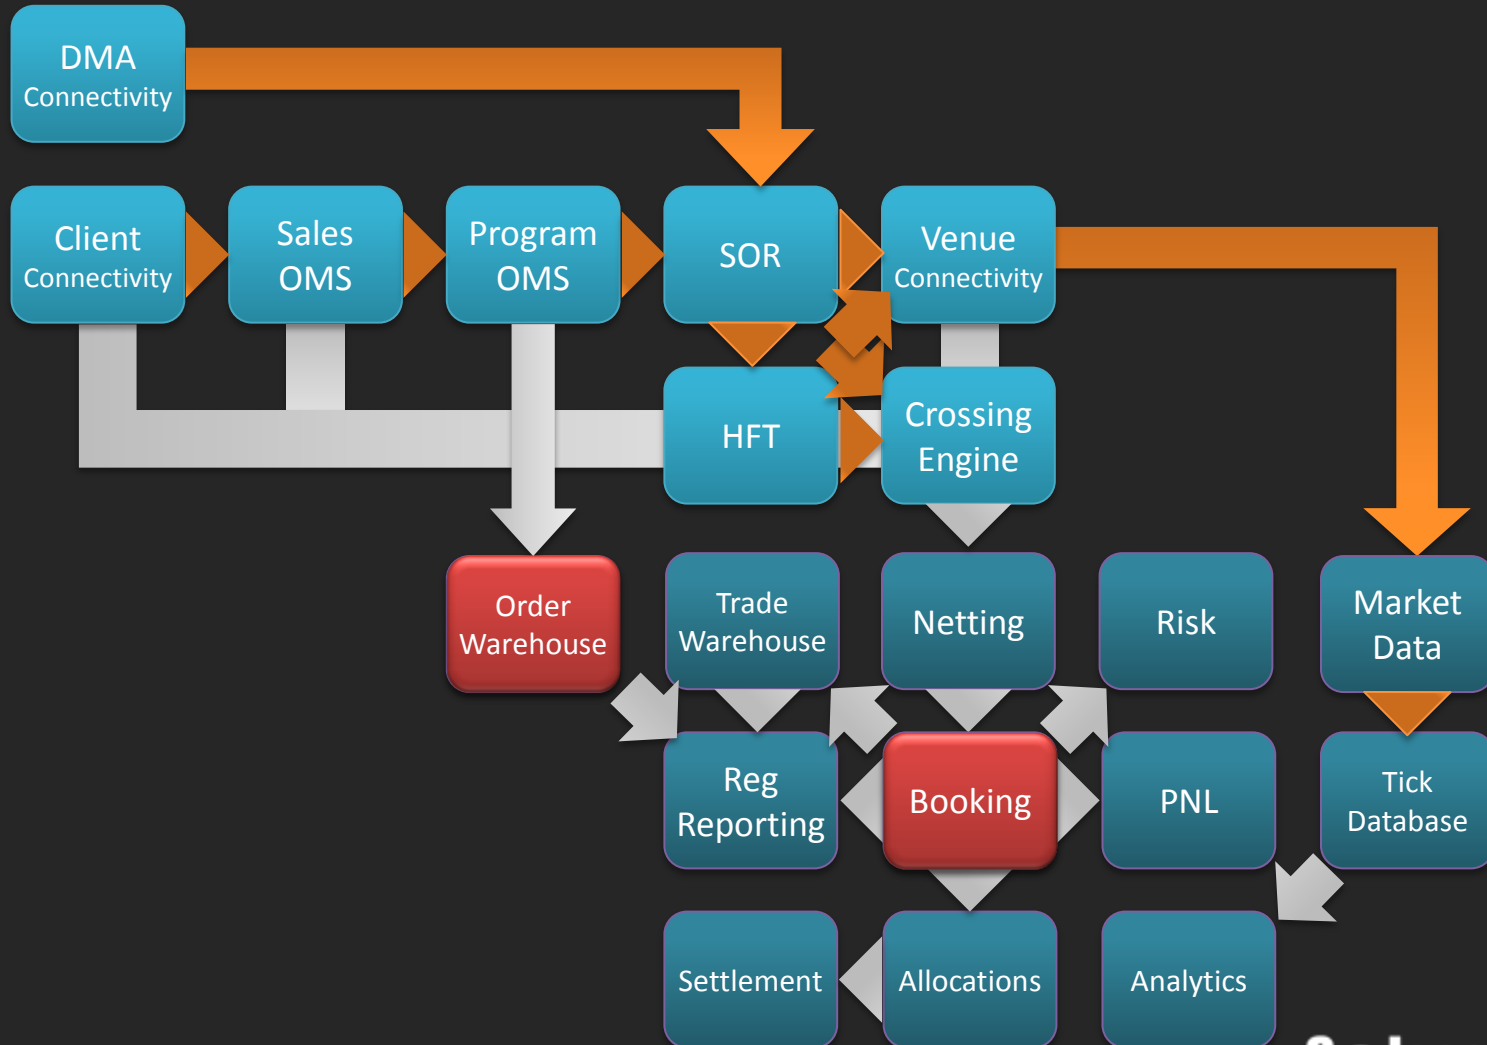 DMA
Connectivity
Client
Connectivity
Sales
OMS
Program
OMS
SOR
Venue
Connectivity
HFT
Crossing
Engine
Order
Warehouse
Trade
Warehouse
Netting
Risk
Market
Data
Reg
Reporting
Booking
PNL
Tick
Database
Settlement
Allocations
Analytics